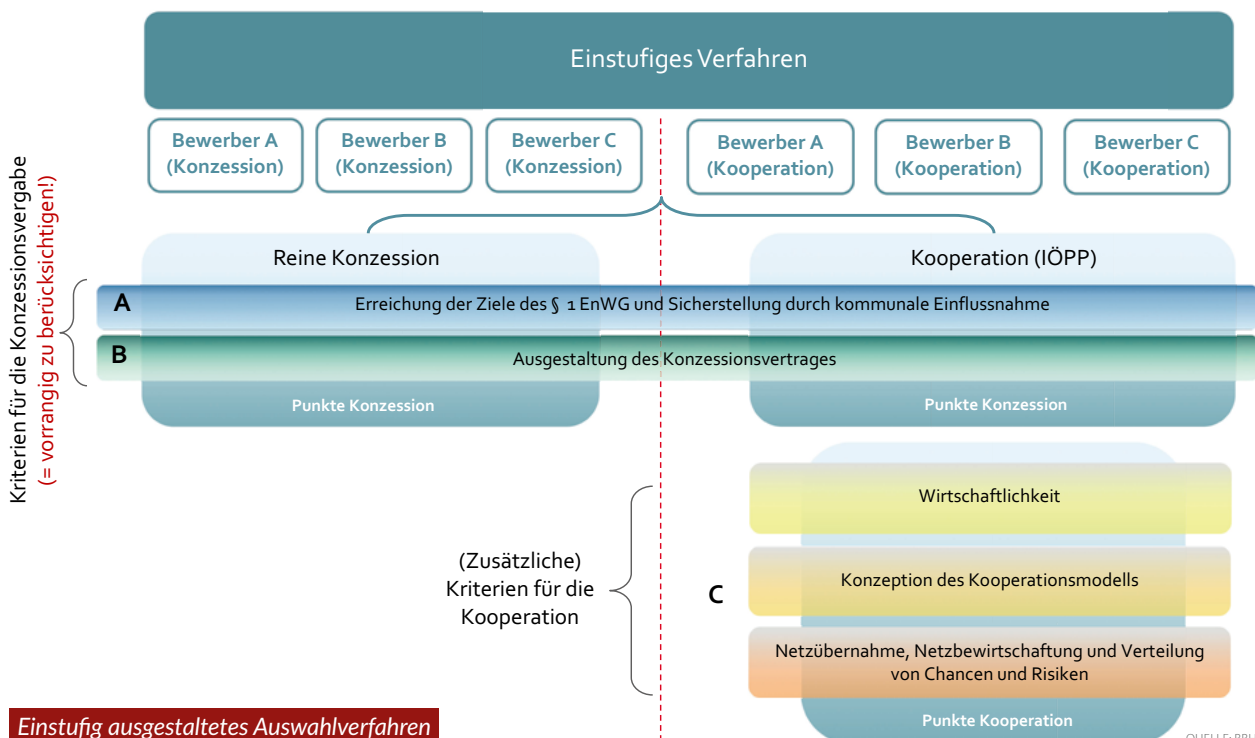 Einstufiges Verfahren
Bewerber A
(Konzession)
Bewerber B
(Konzession)
Bewerber C
(Konzession)
Bewerber A
(Kooperation)
Bewerber B
(Kooperation)
Bewerber C
(Kooperation)
Kriterien für die Konzessionsvergabe
(= vorrangig zu berücksichtigen!)
Reine Konzession
Kooperation (IÖPP)
A
Erreichung der Ziele des § 1 EnWG und Sicherstellung durch kommunale Einflussnahme
B
Ausgestaltung des Konzessionsvertrages
Punkte Konzession
Punkte Konzession
(Zusätzliche)
Kriterien für die
Kooperation
C
Wirtschaftlichkeit
Konzeption des Kooperationsmodells
Netzübernahme, Netzbewirtschaftung und Verteilung
von Chancen und Risiken
Punkte Kooperation
Einstufig ausgestaltetes Auswahlverfahren